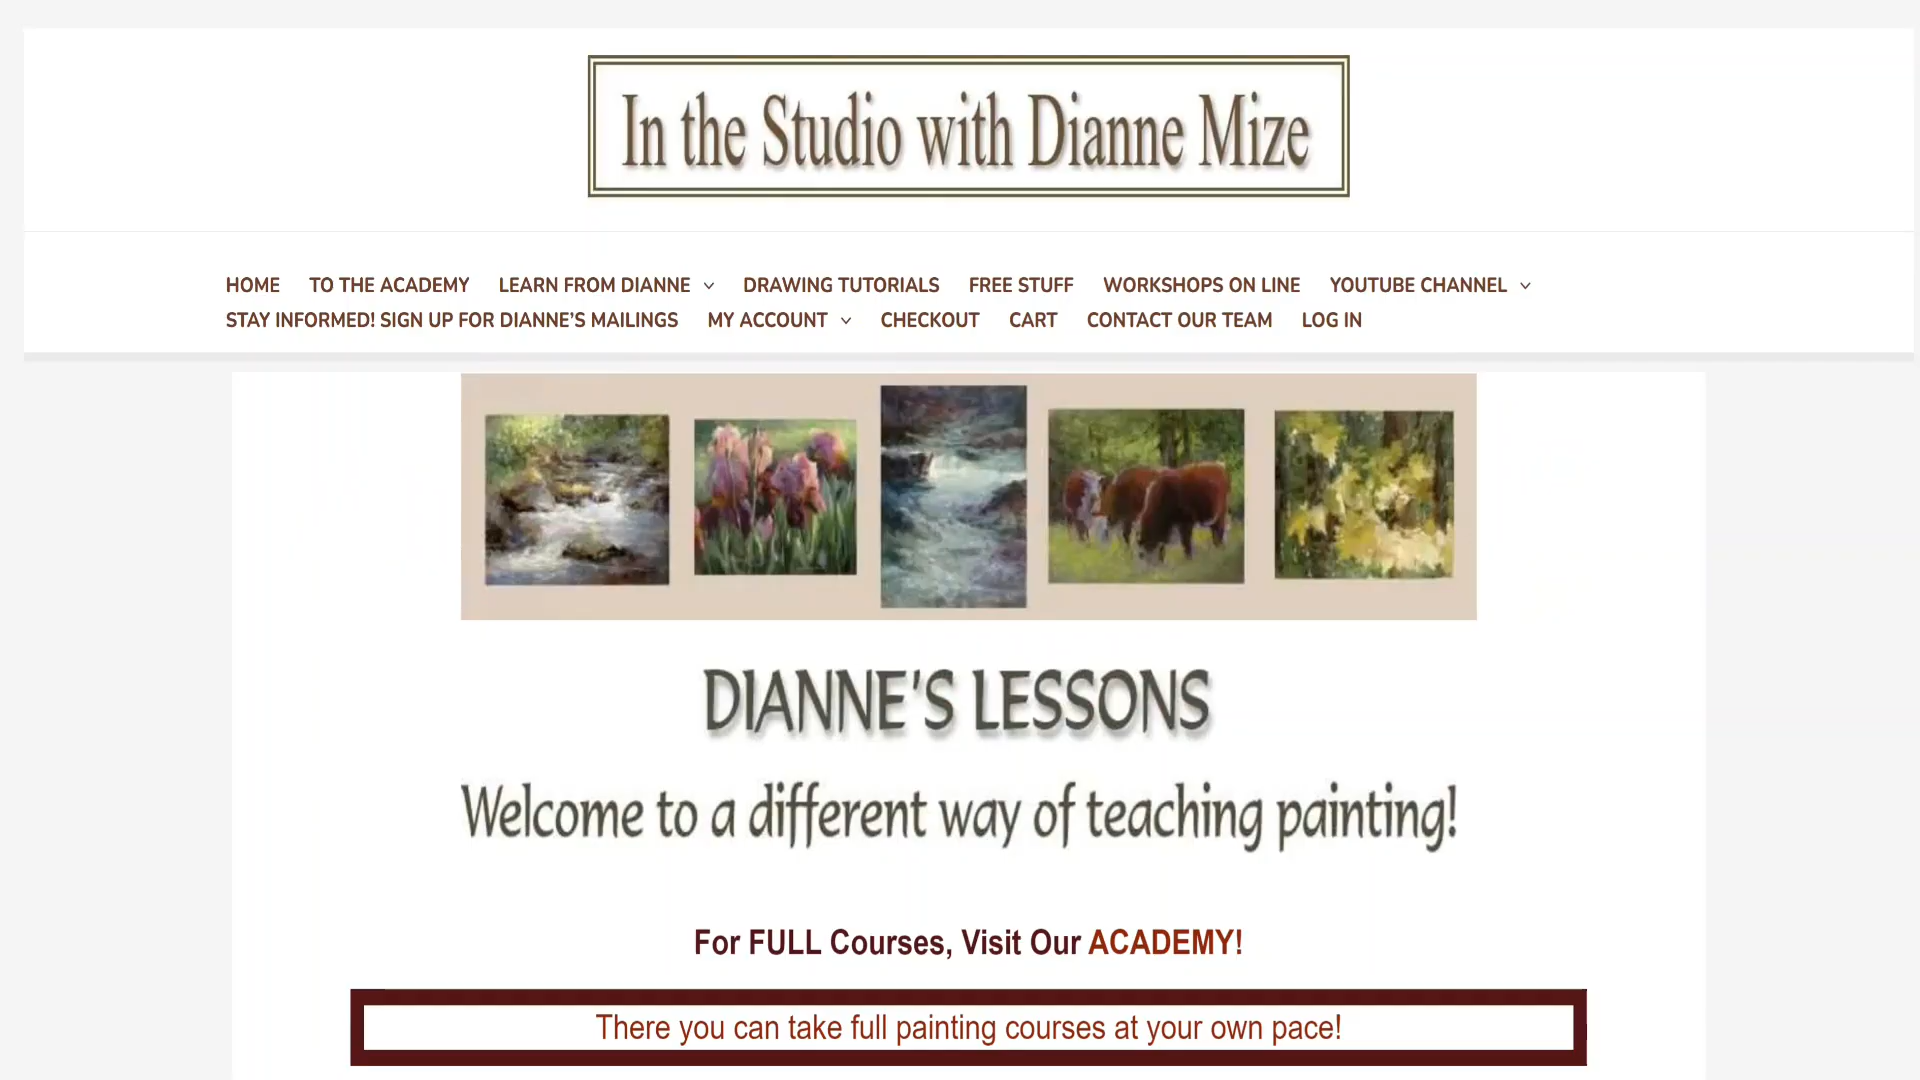 In the Studio with Dianne Mize
HOME TO THE ACADEMY LEARN FROM DIANNE DRAWING TUTORIALS FREE STUFF WORKSHOPS ON LINE YOUTUBE CHANNEL
STAY INFORMED! SIGN UP FOR DIANNE’S MAILINGS MY ACCOUNT CHECKOUT CART CONTACT OUR TEAM LOG IN
DIANNE’S LESSONS
Welcome to a different way of teaching painting!
For FULL Courses, Visit Our ACADEMY!
There you can take full painting courses at your own pace!